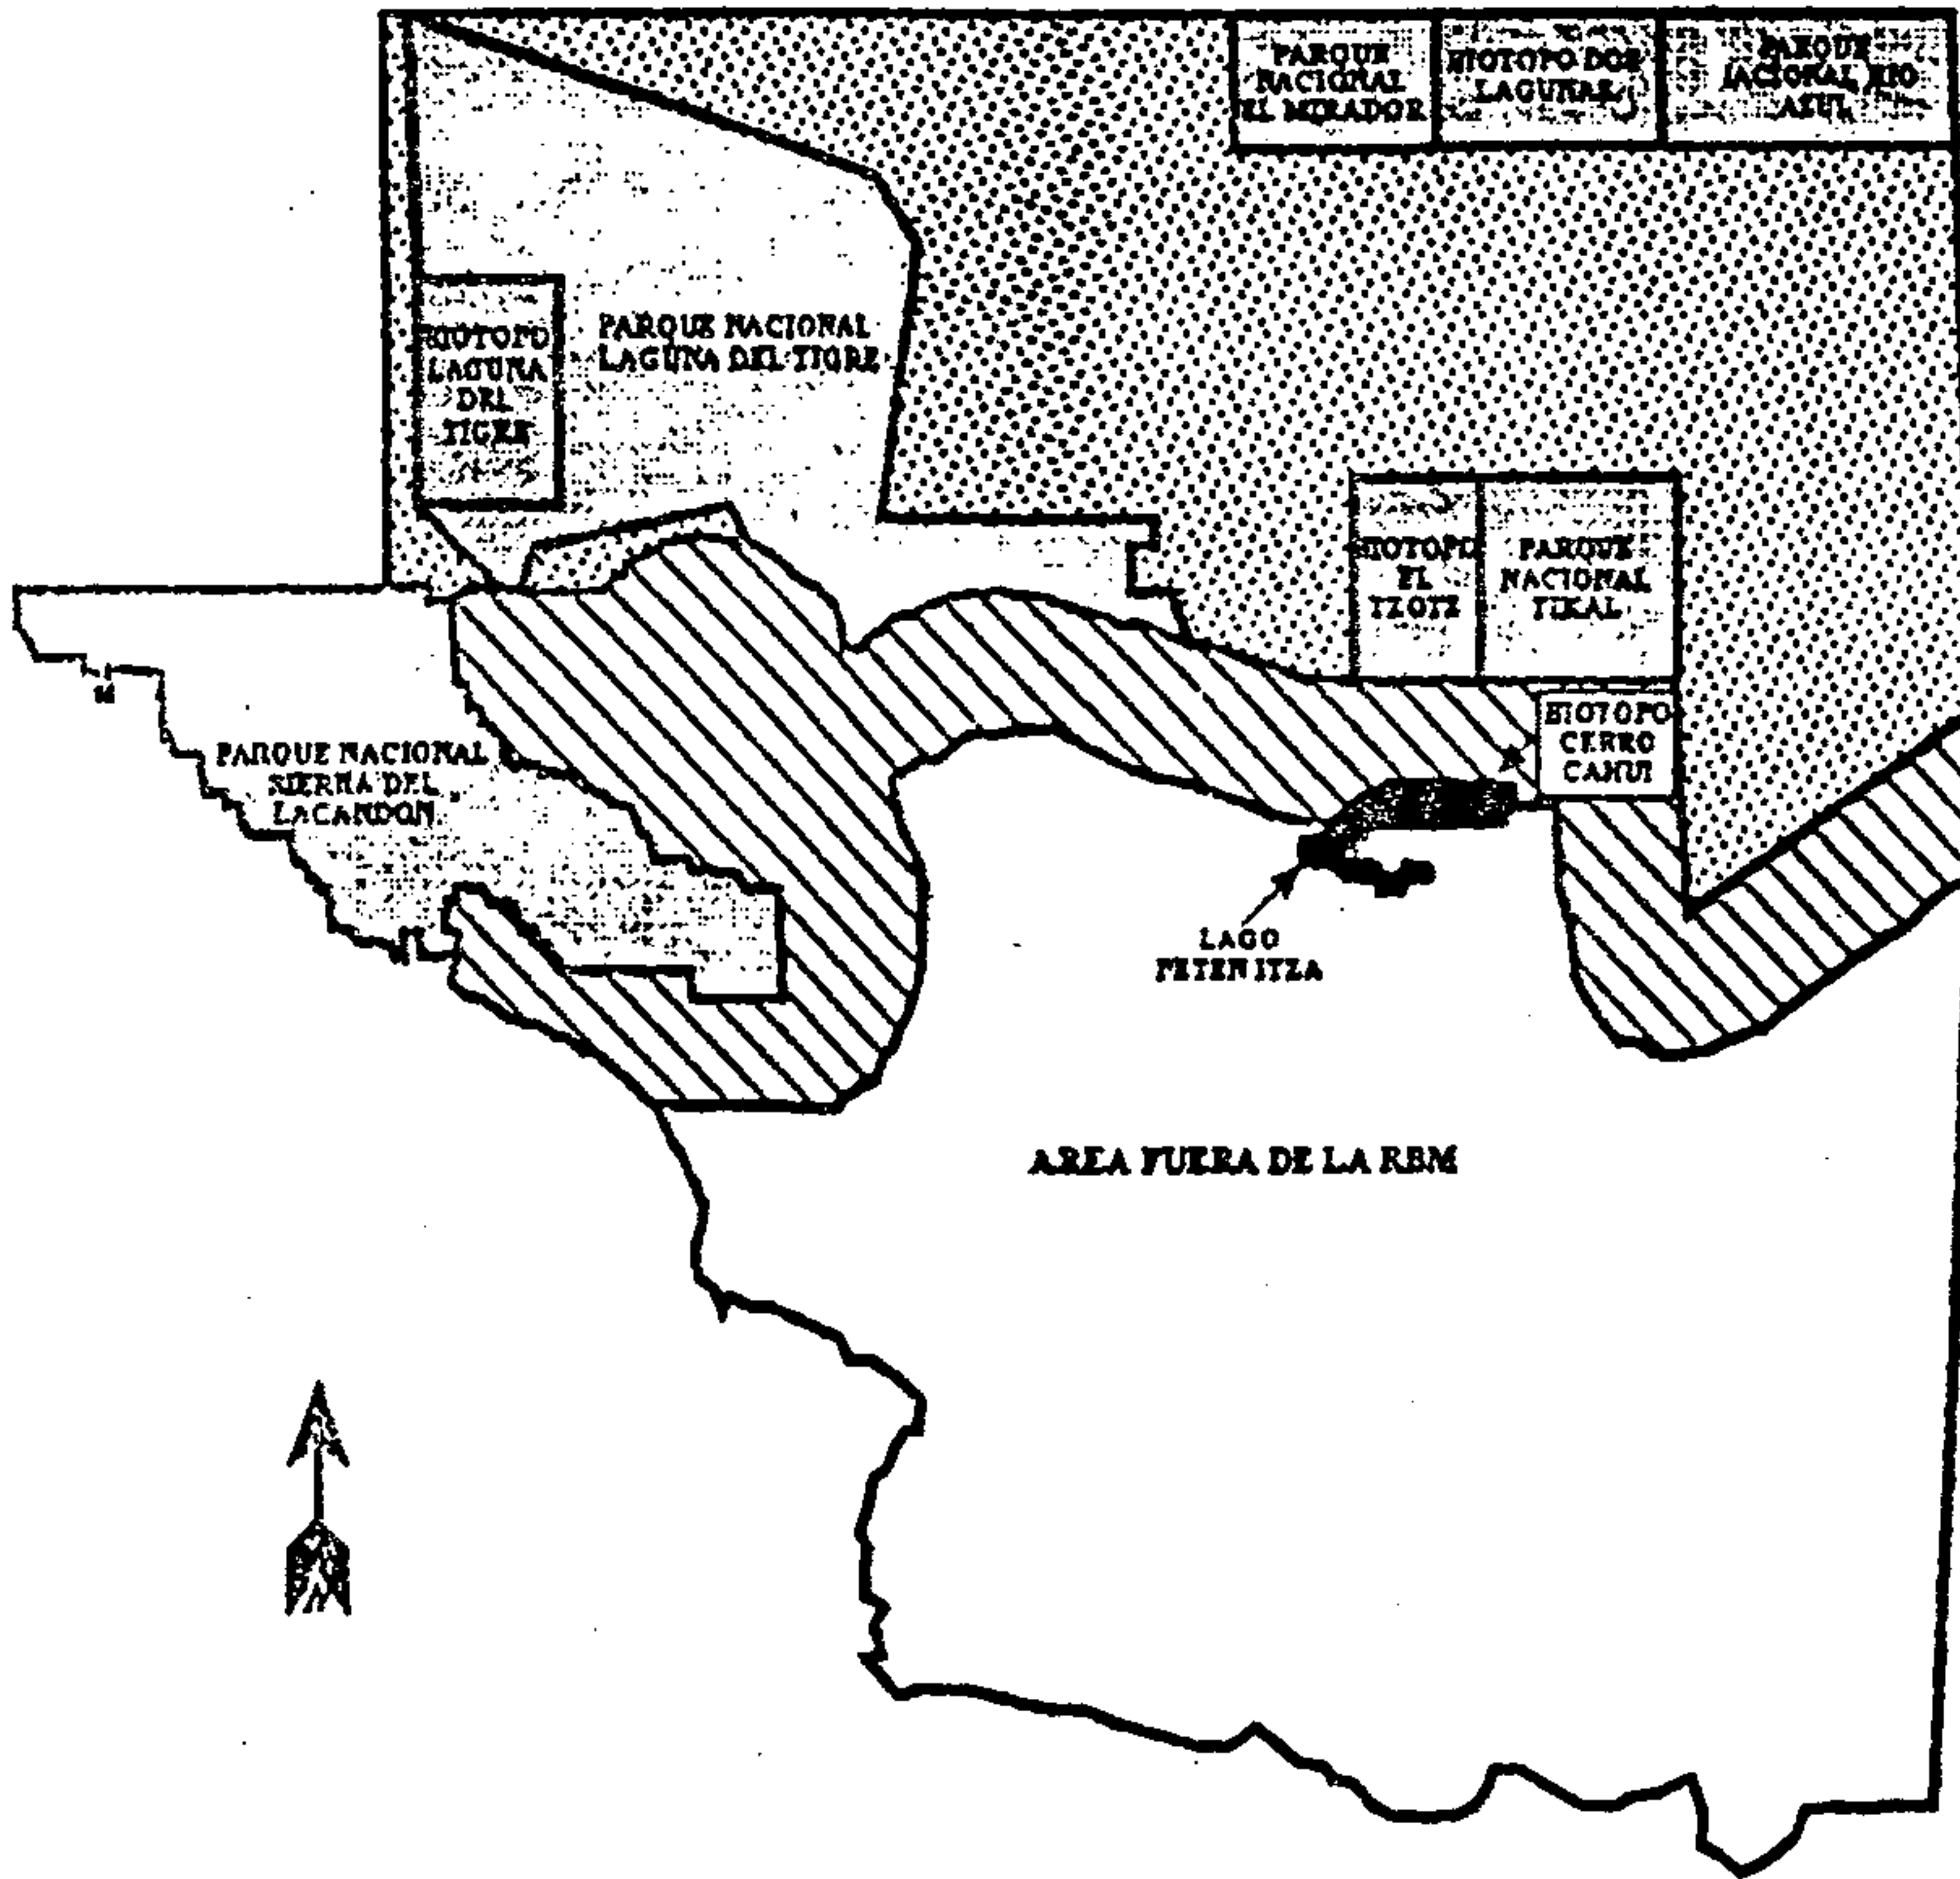 PARQUE
NACIONAL
EL MIRADOR
BIOTOPO DOS
LAGUNAS
PARQUE
NACIONAL RIO
AZUL
BIOTOPO
LAGUNA
DEL
TIGRE
PARQUE NACIONAL
LAGUNA DEL TIGRE
BIOTOPO
EL
ZOTZ
PARQUE
NACIONAL
TIKAL
BIOTOPO
CERRO
CAHUI
PARQUE NACIONAL
SIERRA DEL
LACANDON
LAGO
PETEN ITZA
AREA FUERA DE LA RBM